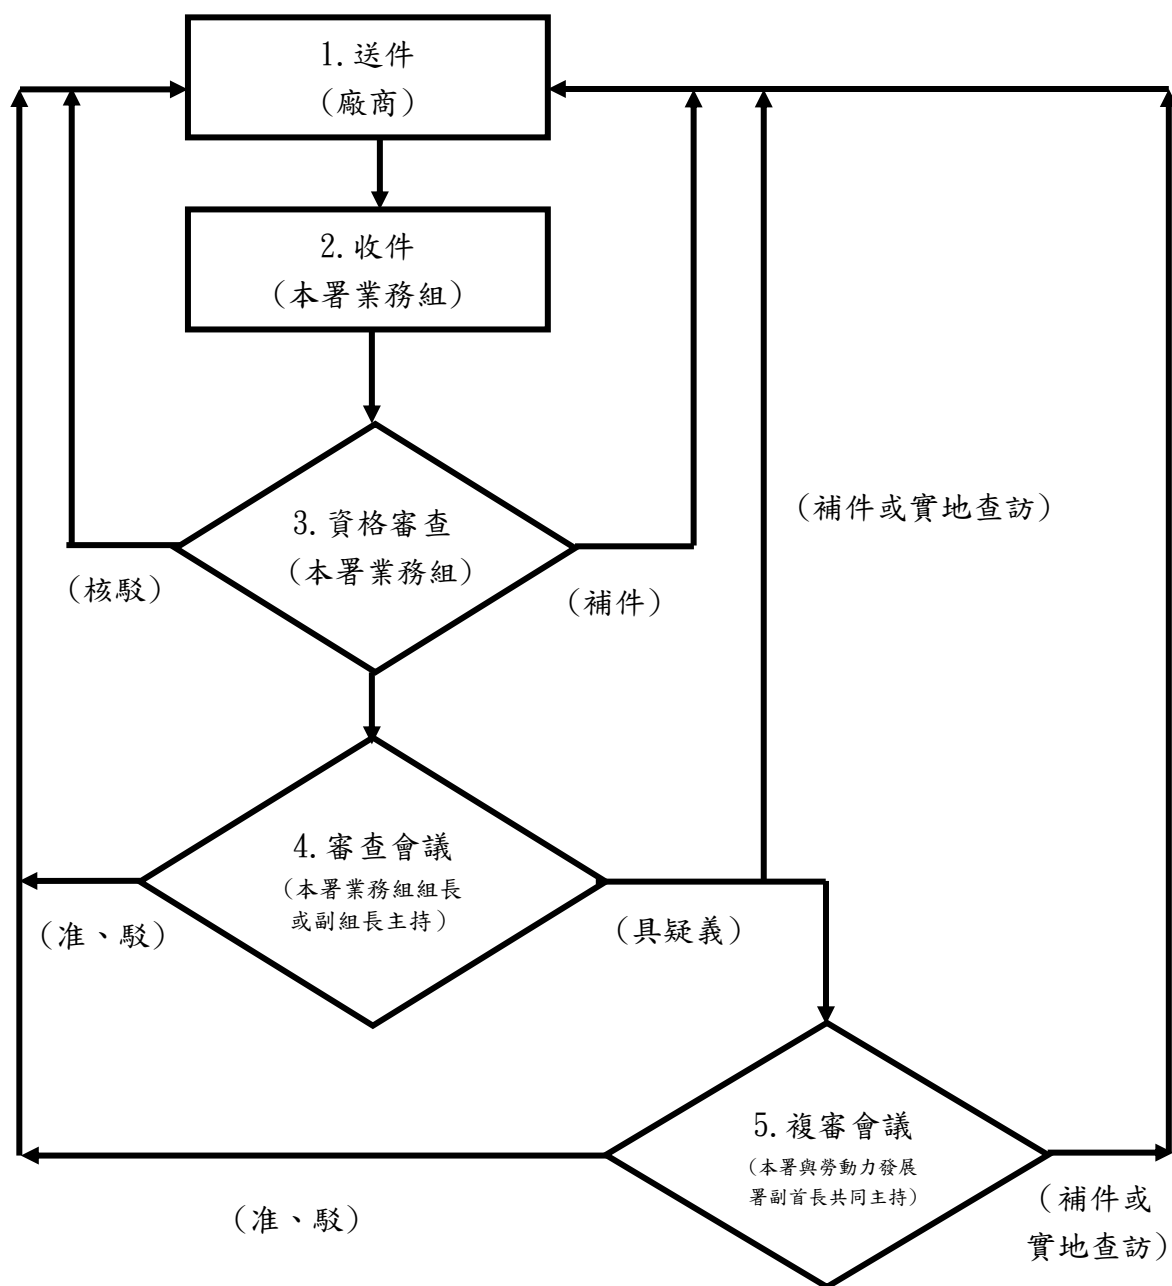 1.送件
(廠商)
2.收件
(本署業務組)
3.資格審查
(本署業務組)
(核駁)
(補件)
(補件或實地查訪)
4.審查會議
(本署業務組組長
或副組長主持)
(准、駁)
(具疑義)
5.複審會議
(本署與勞動力發展
署副首長共同主持)
(准、駁)
(補件或
實地查訪)